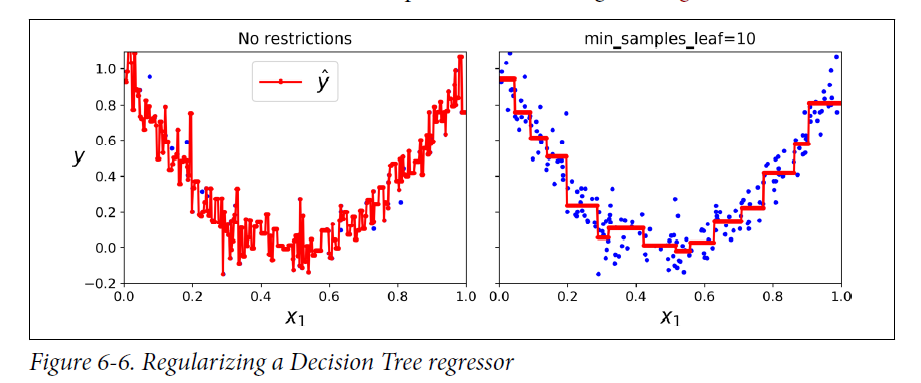 No restrictions
ŷ
1.0
0.8
0.6
0.4
0.2
0.0
−0.2
y
0.0 0.2 0.4 0.6 0.8 1.0
x₁
min_samples_leaf=10
0.0 0.2 0.4 0.6 0.8 1.0
x₁
Figure 6-6. Regularizing a Decision Tree regressor